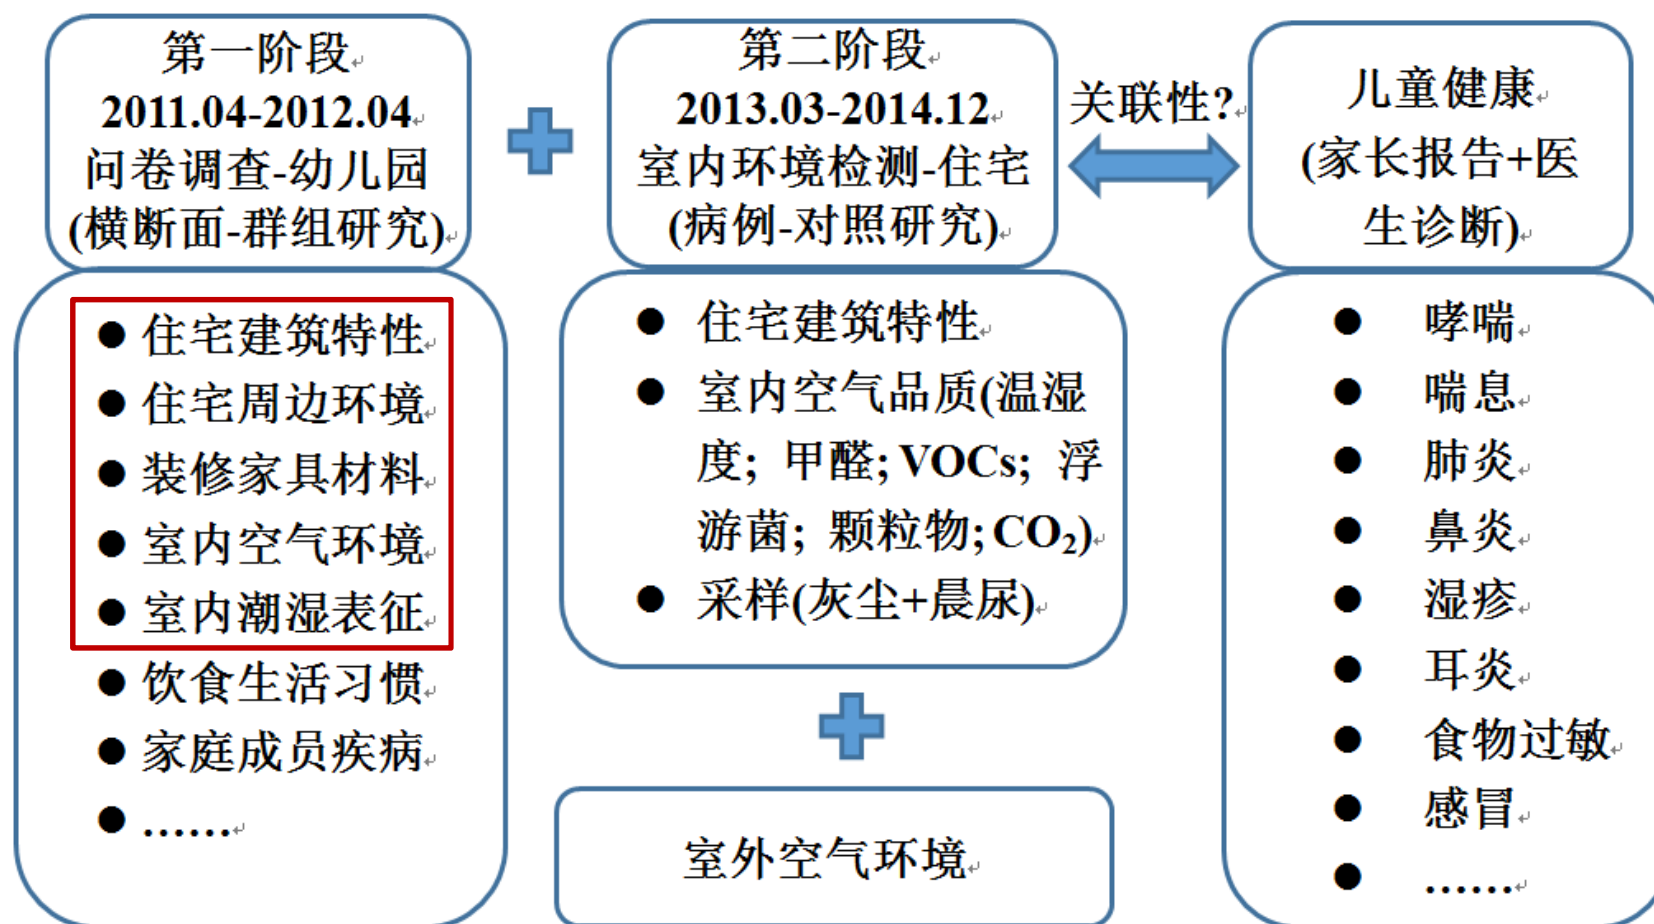 第一阶段
2011.04-2012.04
问卷调查-幼儿园
(横断面-群组研究)
● 住宅建筑特性
● 住宅周边环境
● 装修家具材料
● 室内空气环境
● 室内潮湿表征
● 饮食生活习惯
● 家庭成员疾病
● ……
第二阶段
2013.03-2014.12
室内环境检测-住宅
(病例-对照研究)
● 住宅建筑特性
● 室内空气品质(温湿
度; 甲醛; VOCs; 浮
游菌; 颗粒物; CO₂)
● 采样(灰尘+晨尿)
室外空气环境
关联性?
儿童健康
(家长报告+医
生诊断)
● 哮喘
● 喘息
● 肺炎
● 鼻炎
● 湿疹
● 耳炎
● 食物过敏
● 感冒
● ……